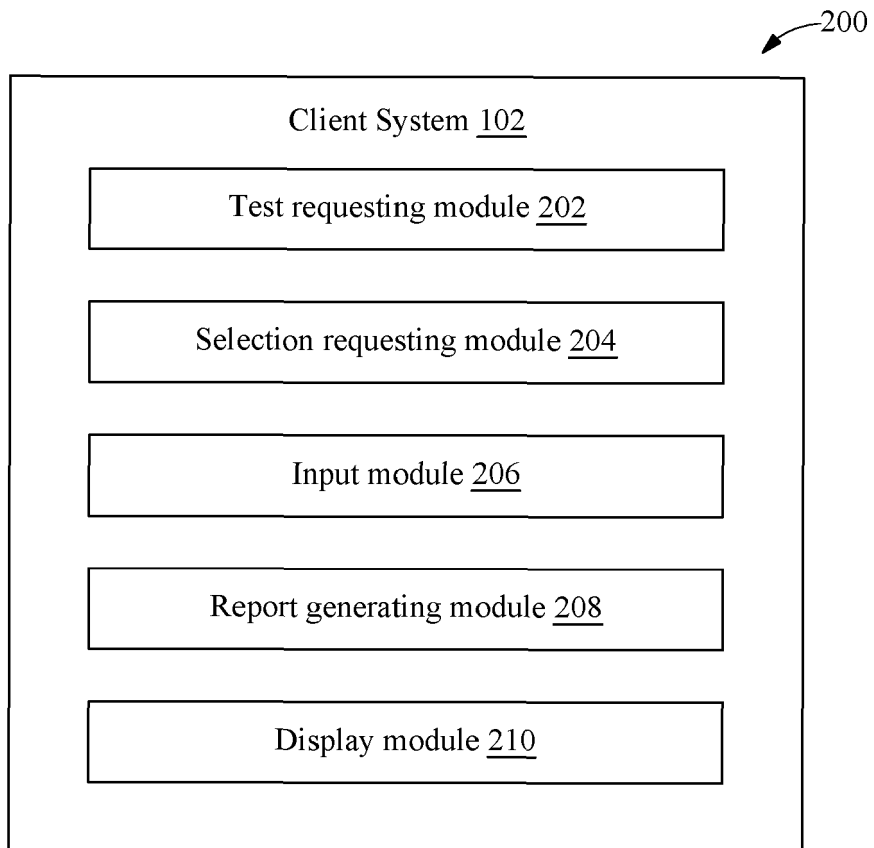 200
Client System 102
Test requesting module 202
Selection requesting module 204
Input module 206
Report generating module 208
Display module 210